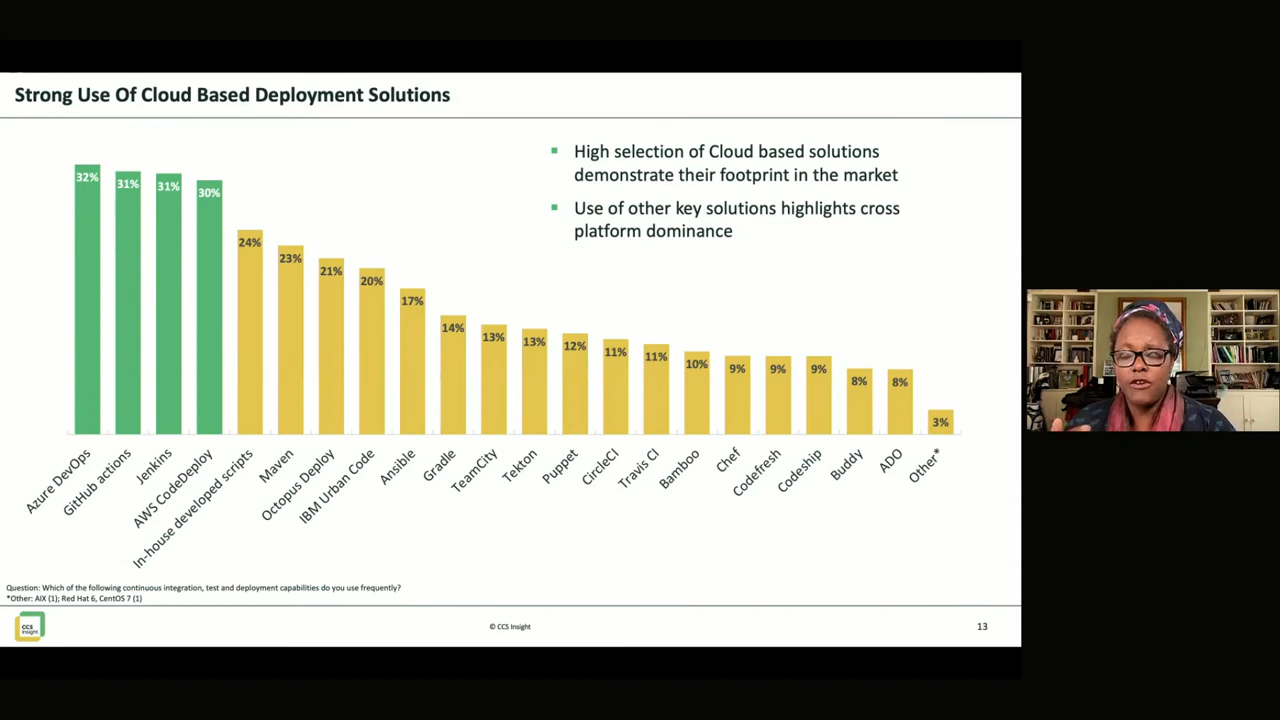 Strong Use Of Cloud Based Deployment Solutions
High selection of Cloud based solutions
demonstrate their footprint in the market
Use of other key solutions highlights cross
platform dominance
32%
31%
31%
30%
24%
23%
21%
20%
17%
14%
13%
13%
12%
11%
11%
10%
9%
9%
9%
8%
8%
3%
Azure DevOps
GitHub actions
Jenkins
AWS CodeDeploy
In-house developed scripts
Maven
Octopus Deploy
IBM Urban Code
Ansible
Gradle
TeamCity
Tekton
Puppet
CircleCI
Travis CI
Bamboo
Chef
Codefresh
Codeship
Buddy
ADO
Other*
Question: Which of the following continuous integration, test and deployment capabilities do you use frequently?
*Other: AIX (1); Red Hat 6, CentOS 7 (1)
CCS
Insight
© CCS Insight
13